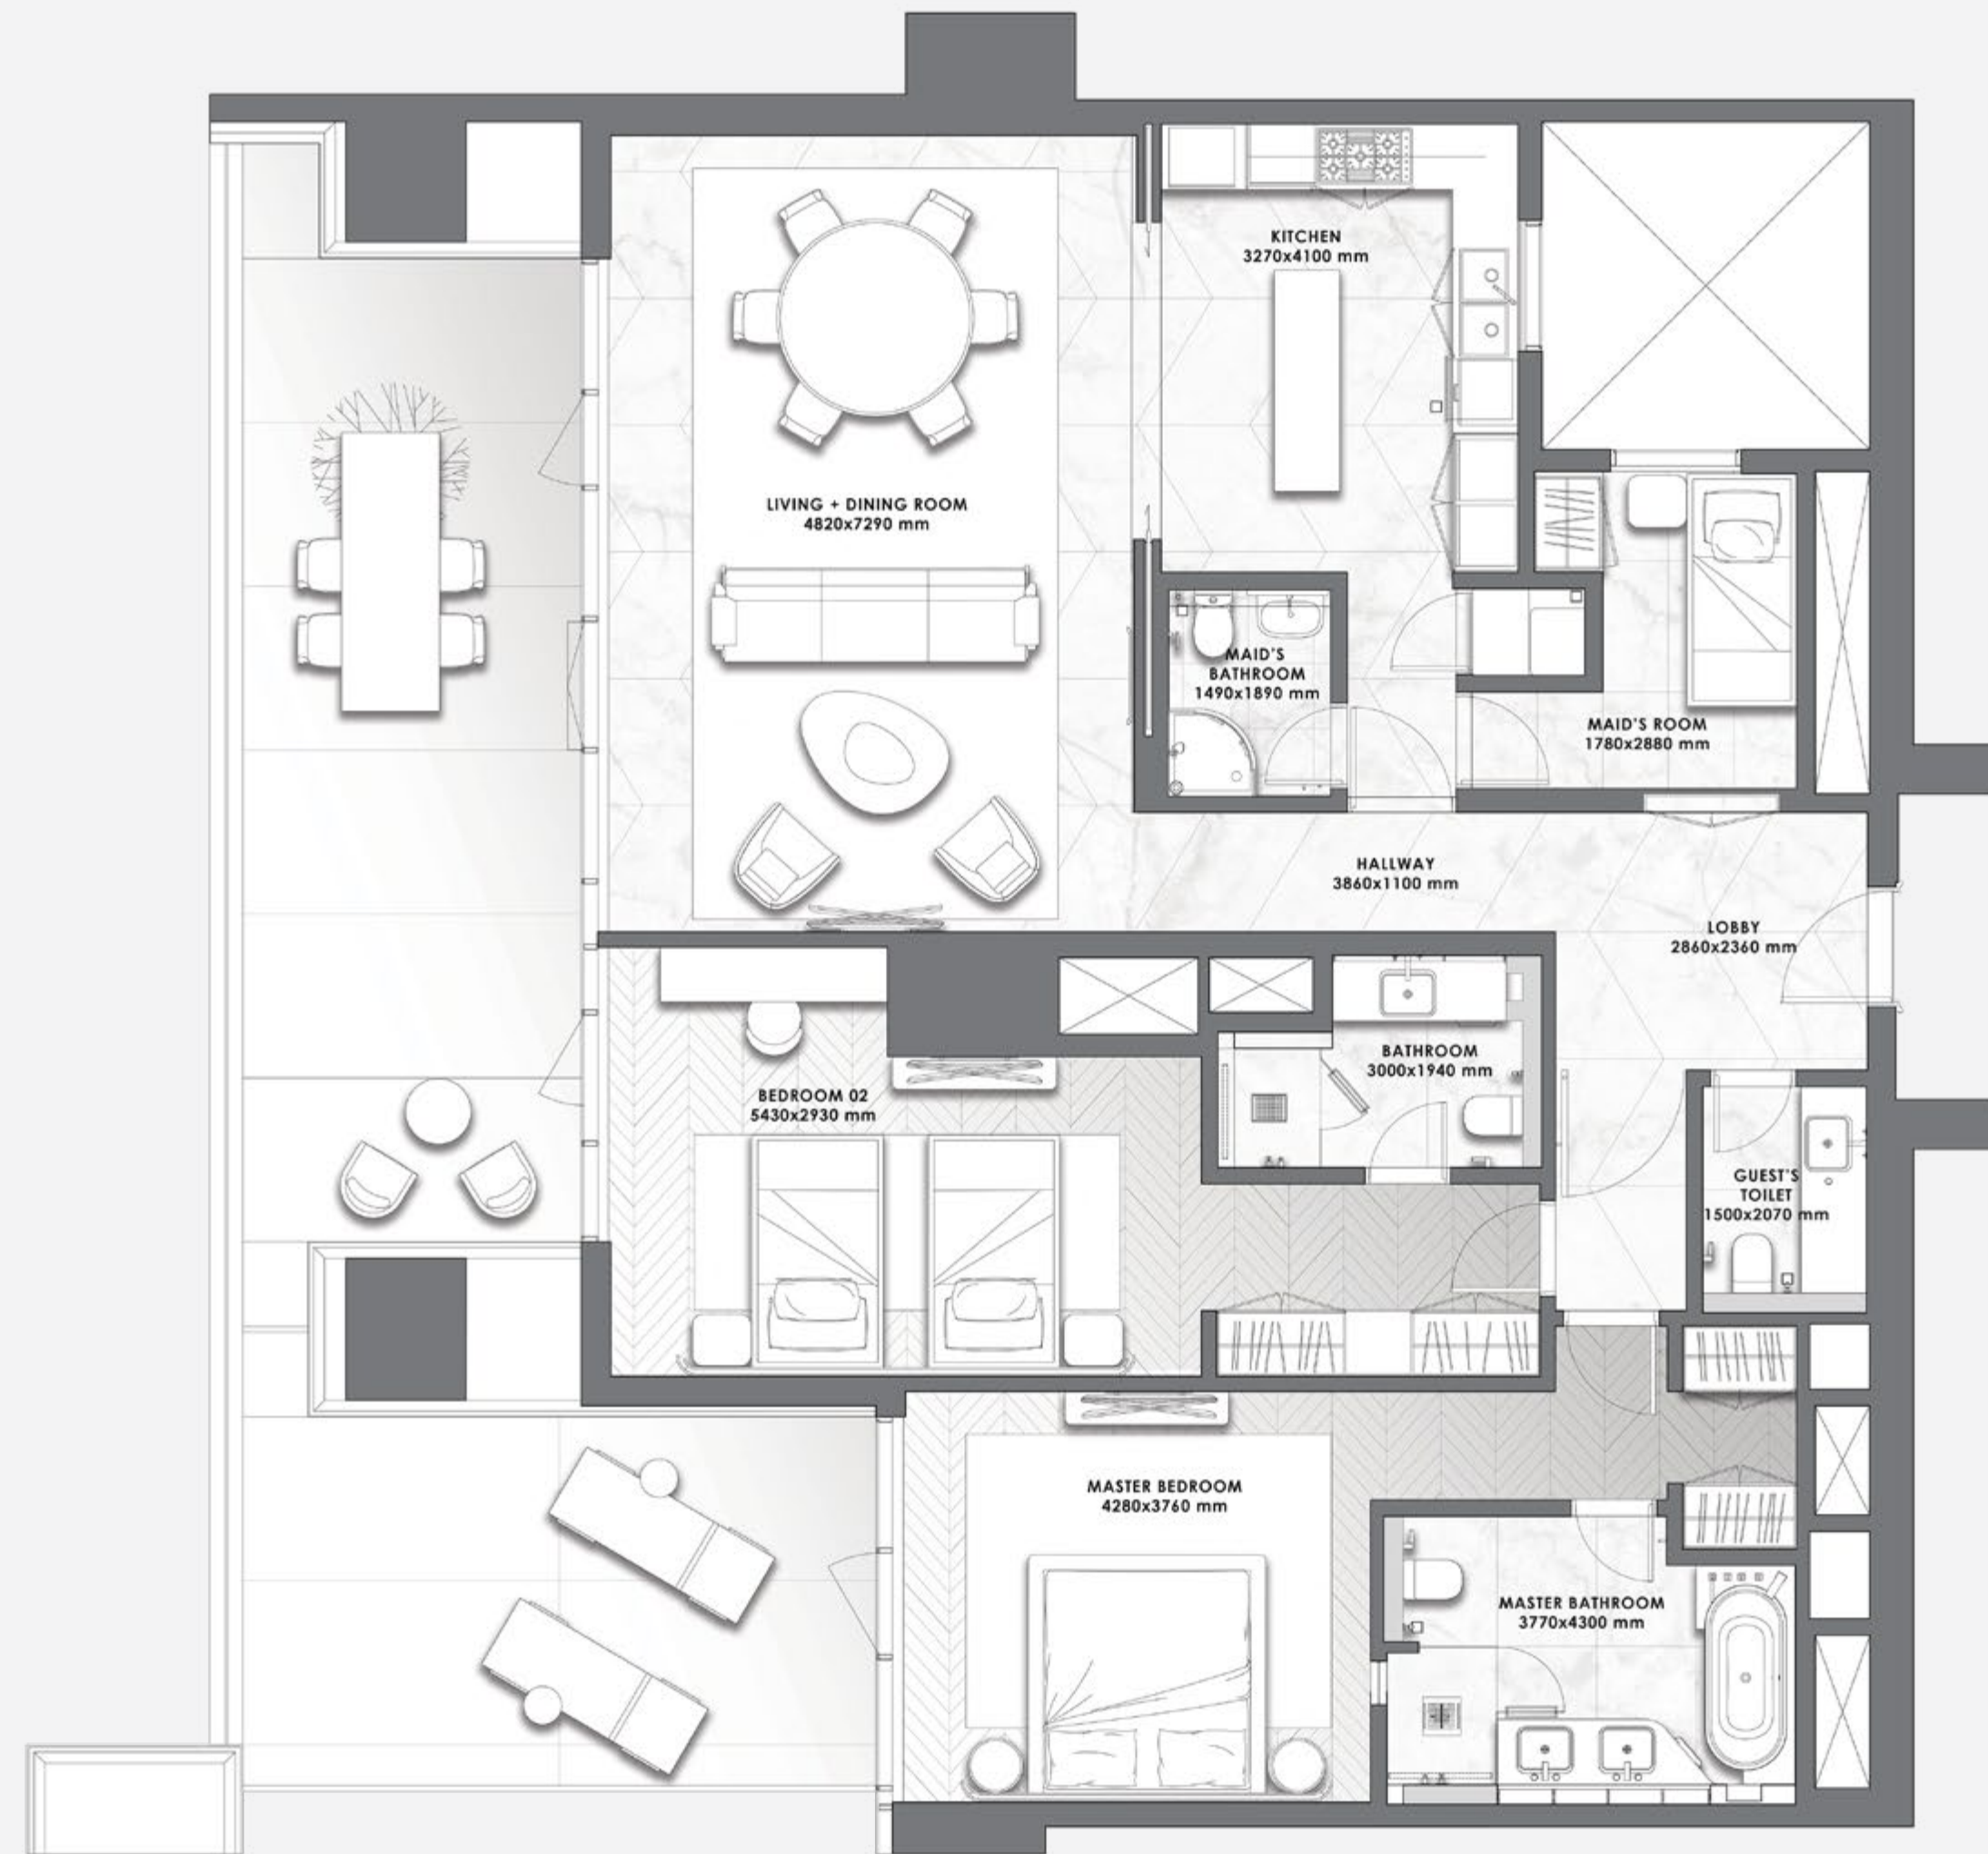 KITCHEN
3270x4100 mm
LIVING + DINING ROOM
4820x7290 mm
MAID'S
BATHROOM
1490x1890 mm
MAID'S ROOM
1780x2880 mm
HALLWAY
3860x1100 mm
LOBBY
2860x2360 mm
BATHROOM
3000x1940 mm
BEDROOM 02
5430x2930 mm
GUEST'S
TOILET
1500x2070 mm
MASTER BEDROOM
4280x3760 mm
MASTER BATHROOM
3770x4300 mm